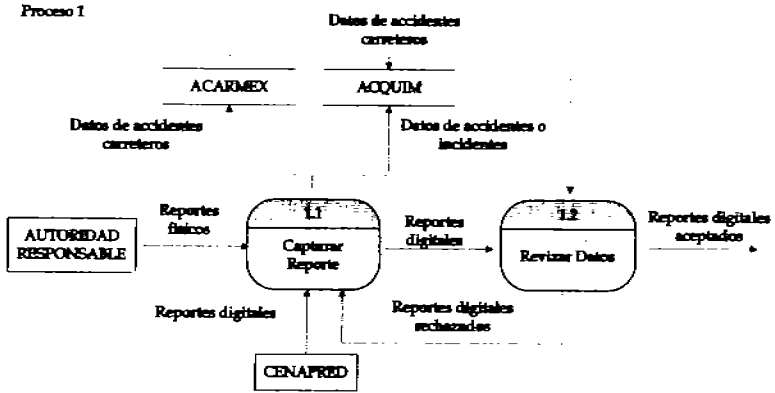 Proceso 1
Datos de accidentes
carreteros
ACARMEX
ACQUIM
Datos de accidentes
carreteros
Datos de accidentes o
incidentes
1.1
1.2
AUTORIDAD
RESPONSABLE
Reportes
físicos
Capturar
Reporte
Reportes
digitales
Revizar Datos
Reportes digitales
aceptados
Reportes digitales
Reportes digitales
rechazados
CENAPRED